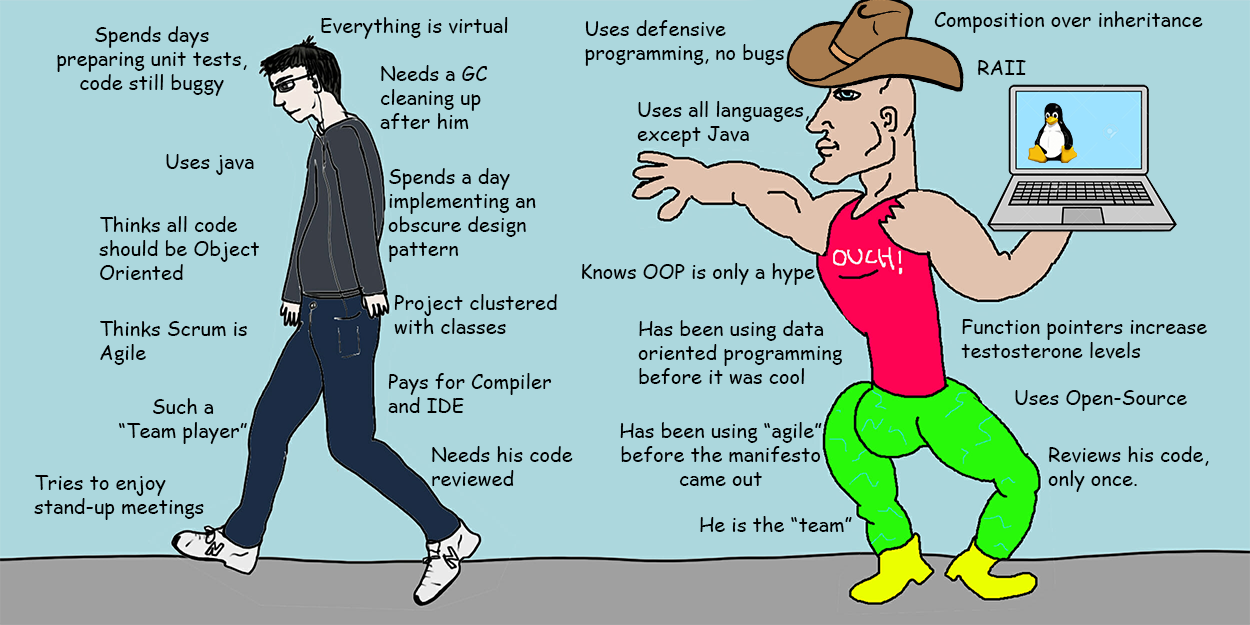 Spends days
preparing unit tests,
code still buggy
Everything is virtual
Needs a GC
cleaning up
after him
Uses java
Spends a day
implementing an
obscure design
pattern
Thinks all code
should be Object
Oriented
Project clustered
with classes
Thinks Scrum is
Agile
Pays for Compiler
and IDE
Such a
“Team player”
Needs his code
reviewed
Tries to enjoy
stand-up meetings
Uses defensive
programming, no bugs
Composition over inheritance
RAII
Uses all languages,
except Java
OUCH!
Knows OOP is only a hype
Has been using data
oriented programming
before it was cool
Function pointers increase
testosterone levels
Uses Open-Source
Has been using “agile”
before the manifesto
came out
Reviews his code,
only once.
He is the “team”